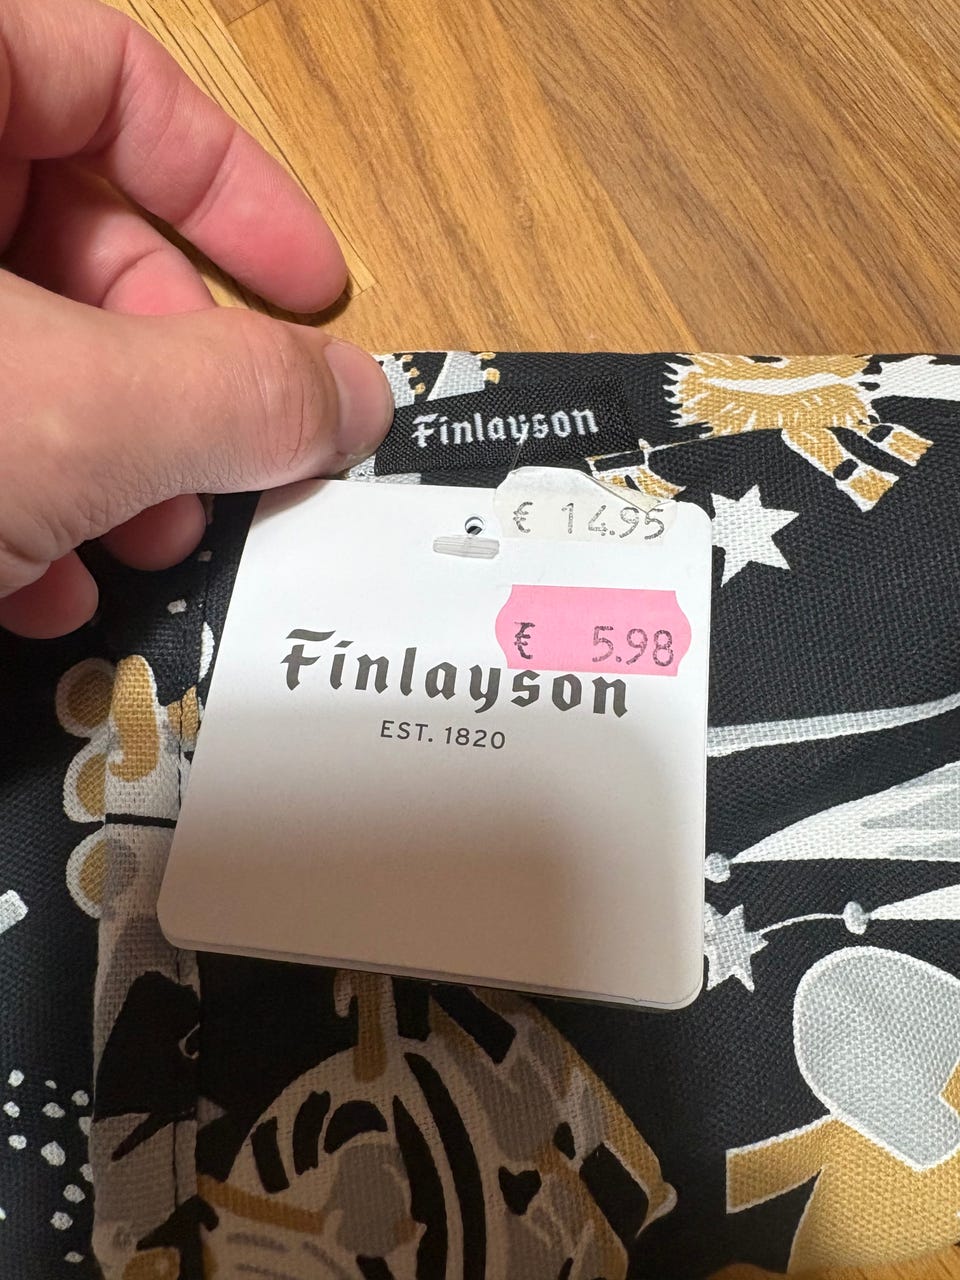 Finlayson
€ 14.95
€ 5.98
Finlayson
EST. 1820